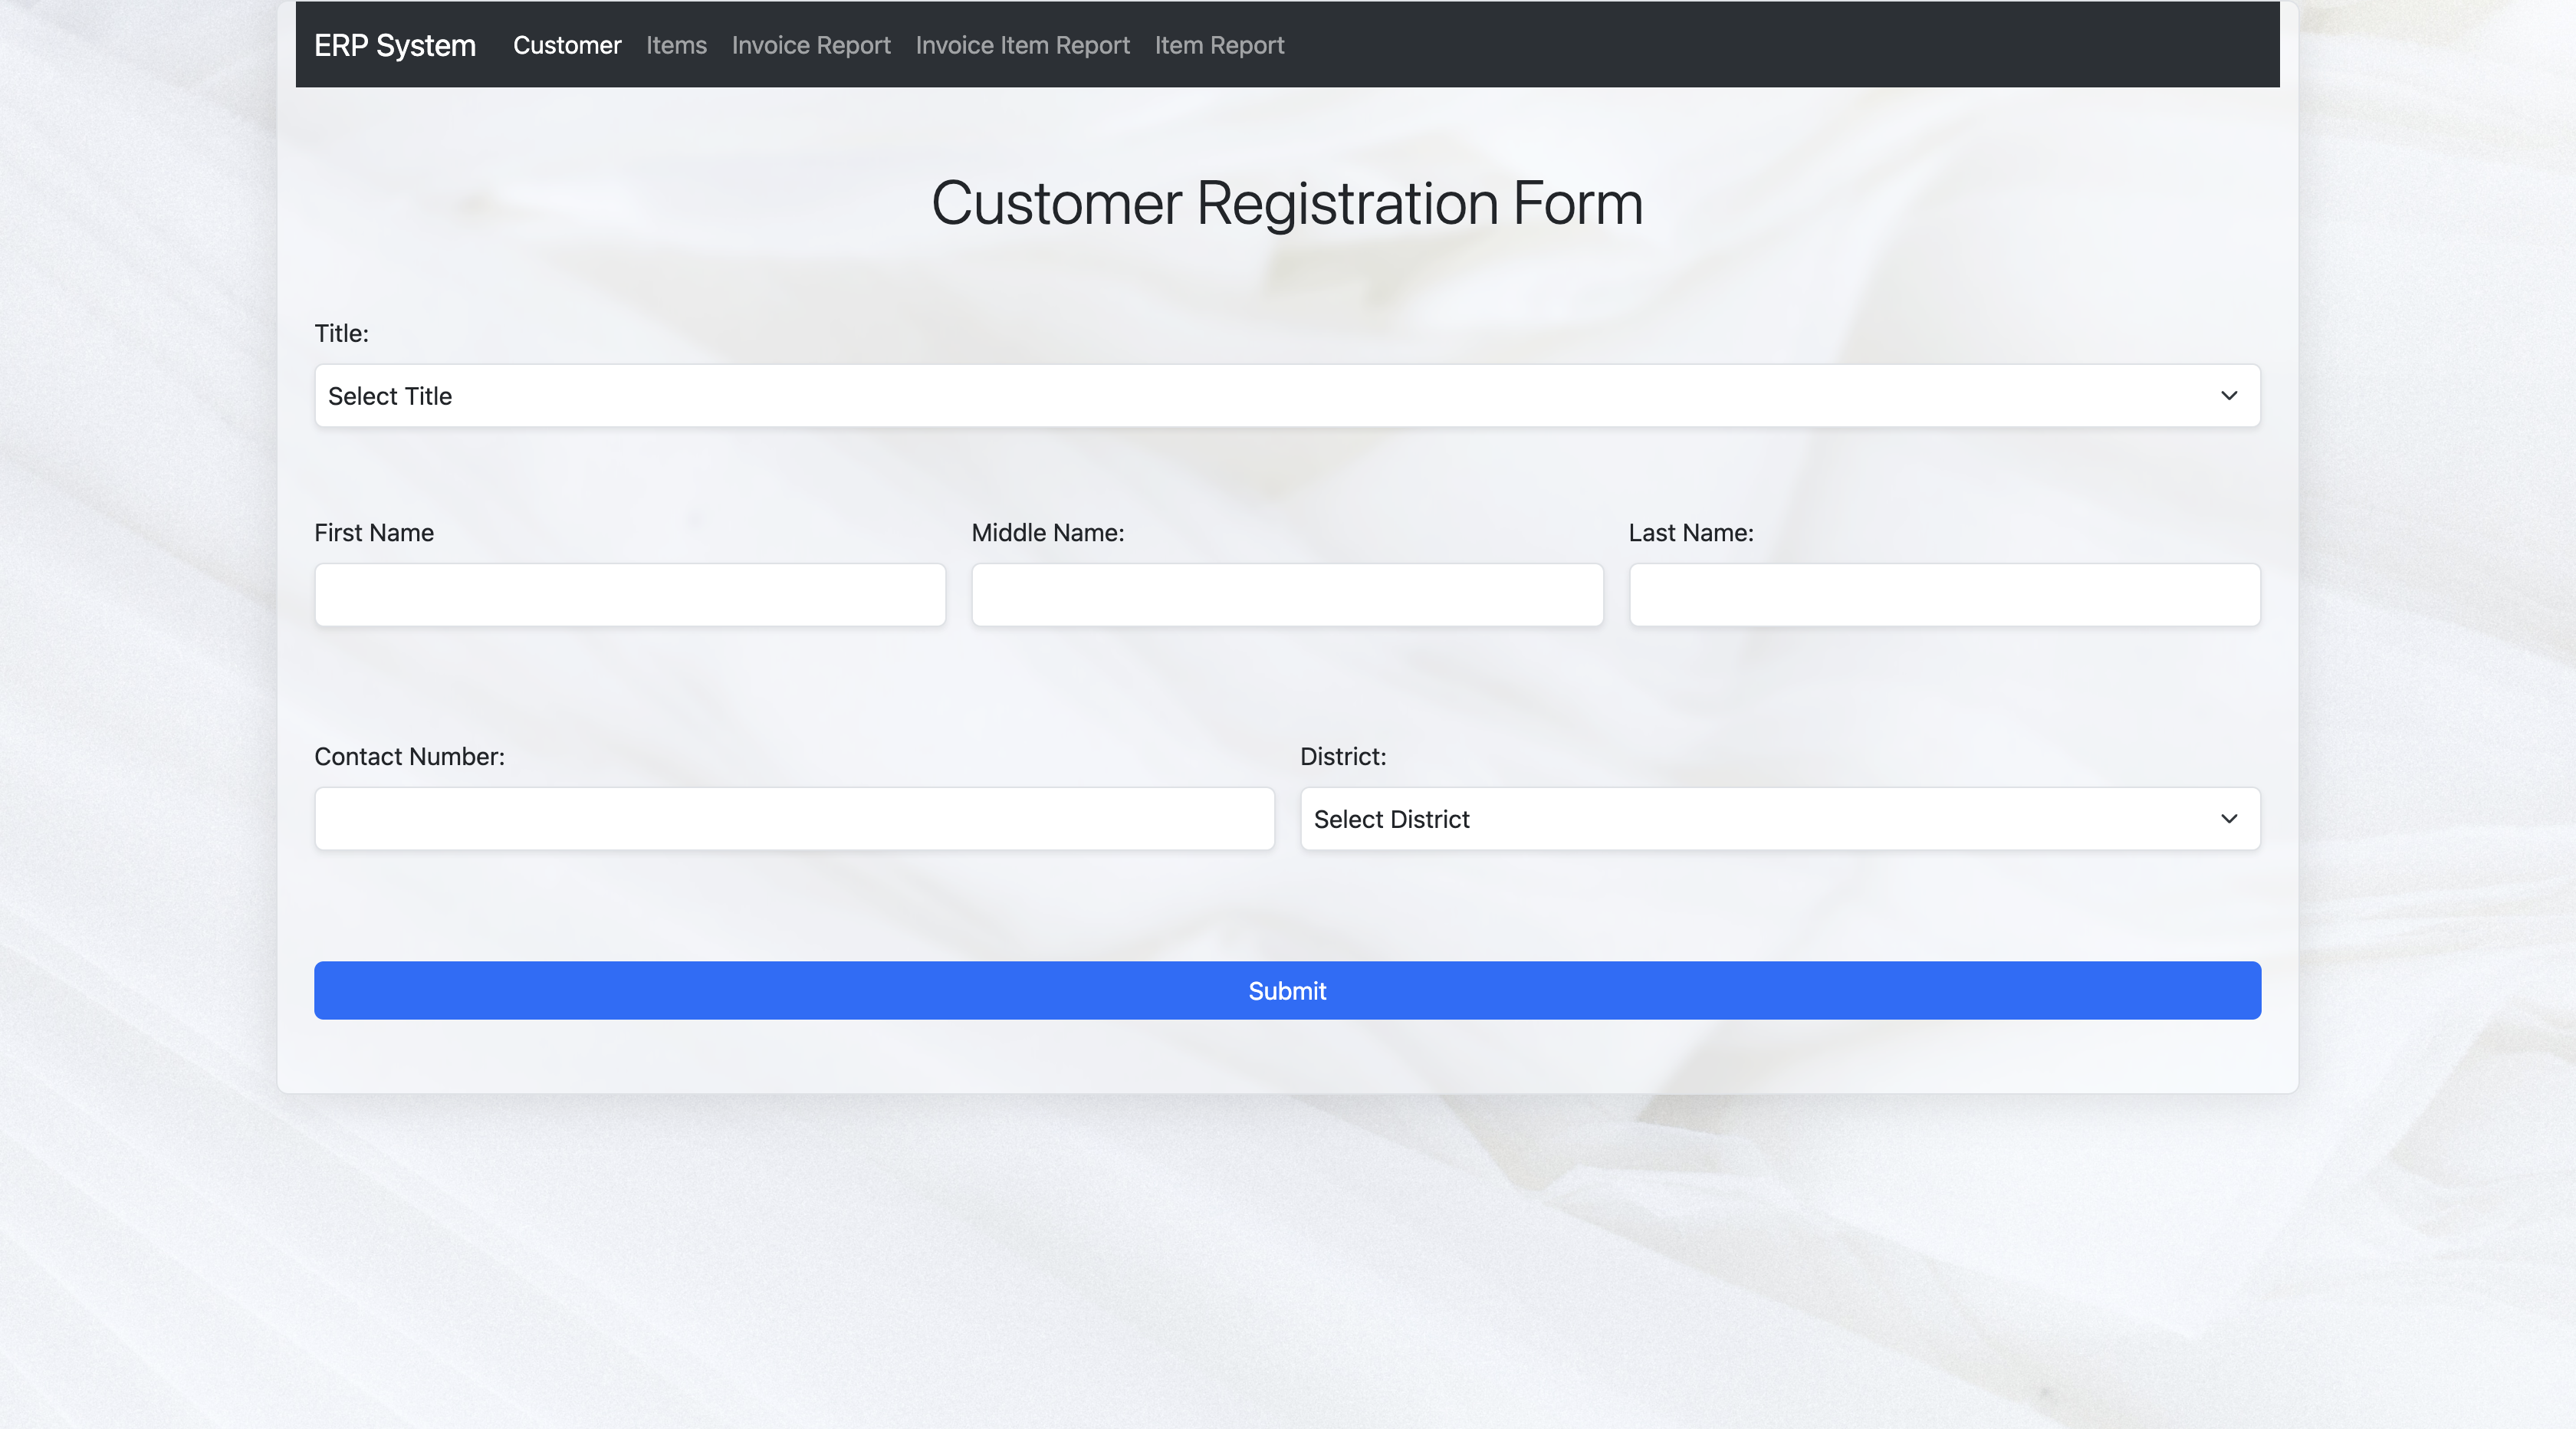 ERP System Customer Items Invoice Report Invoice Item Report Item Report
Customer Registration Form
Title:
Select Title
First Name Middle Name: Last Name:
Contact Number: District:
Select District
Submit